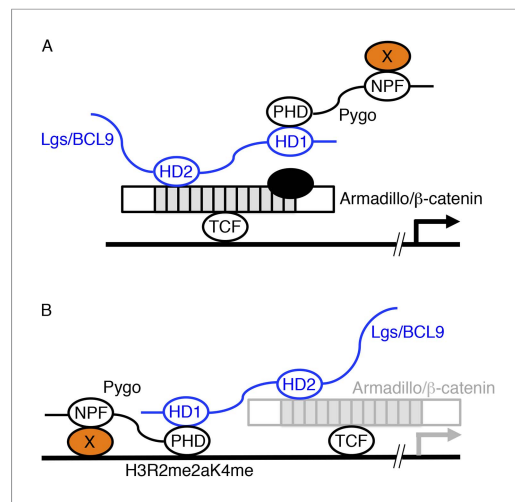 A
X
PHD
NPF
Pygo
Lgs/BCL9
HD1
HD2
Armadillo/β-catenin
TCF
//
B
Lgs/BCL9
Pygo
HD2
Armadillo/β-catenin
NPF
HD1
X
PHD
TCF
//
H3R2me2aK4me